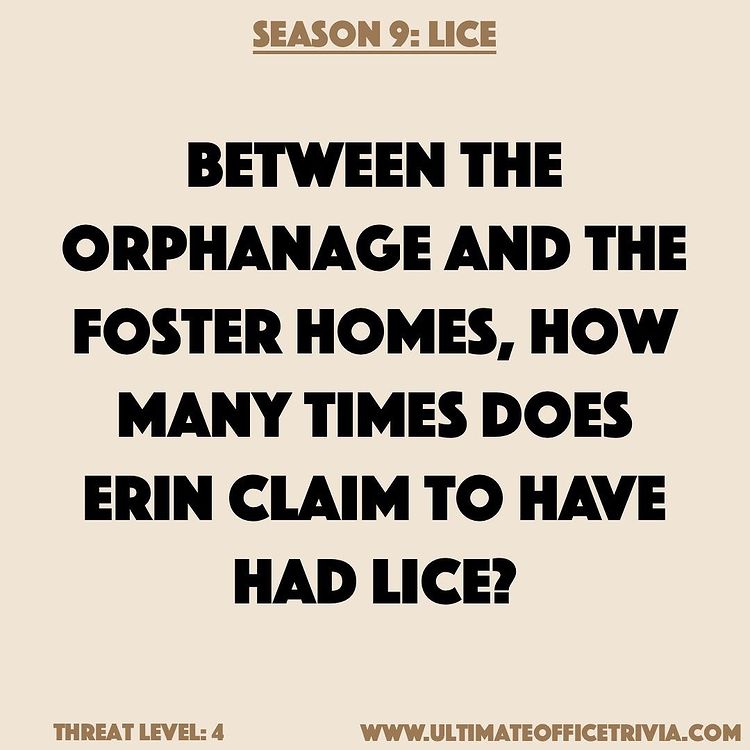 SEASON 9: LICE
BETWEEN THE
ORPHANAGE AND THE
FOSTER HOMES, HOW
MANY TIMES DOES
ERIN CLAIM TO HAVE
HAD LICE?
THREAT LEVEL: 4
WWW.ULTIMATEOFFICETRIVIA.COM